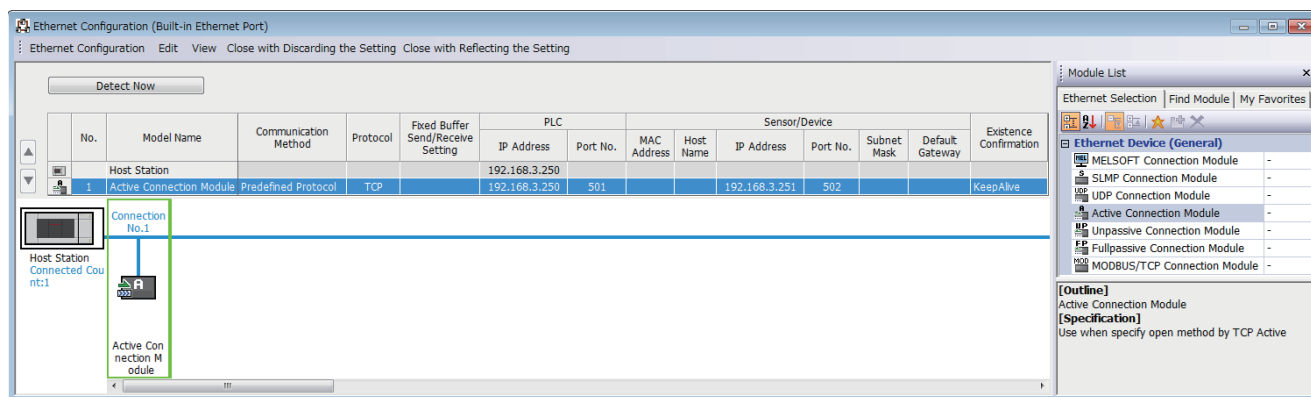 Ethernet Configuration (Built-in Ethernet Port)
Ethernet Configuration Edit View Close with Discarding the Setting Close with Reflecting the Setting
Detect Now
No. Model Name Communication Method Protocol Fixed Buffer Send/Receive Setting PLC Sensor/Device Existence Confirmation
IP Address Port No. MAC Address Host Name IP Address Port No. Subnet Mask Default Gateway
Host Station 192.168.3.250
1 Active Connection Module Predefined Protocol TCP 192.168.3.250 501 192.168.3.251 502 KeepAlive
Connection
No.1
Host Station
Connected Cou
nt:1
A
Active Con
nection M
odule
Module List
Ethernet Selection Find Module My Favorites
Ethernet Device (General)
MELSOFT Connection Module -
SLMP Connection Module -
UDP Connection Module -
Active Connection Module -
Unpassive Connection Module -
Fullpassive Connection Module -
MODBUS/TCP Connection Module -
[Outline]
Active Connection Module
[Specification]
Use when specify open method by TCP Active